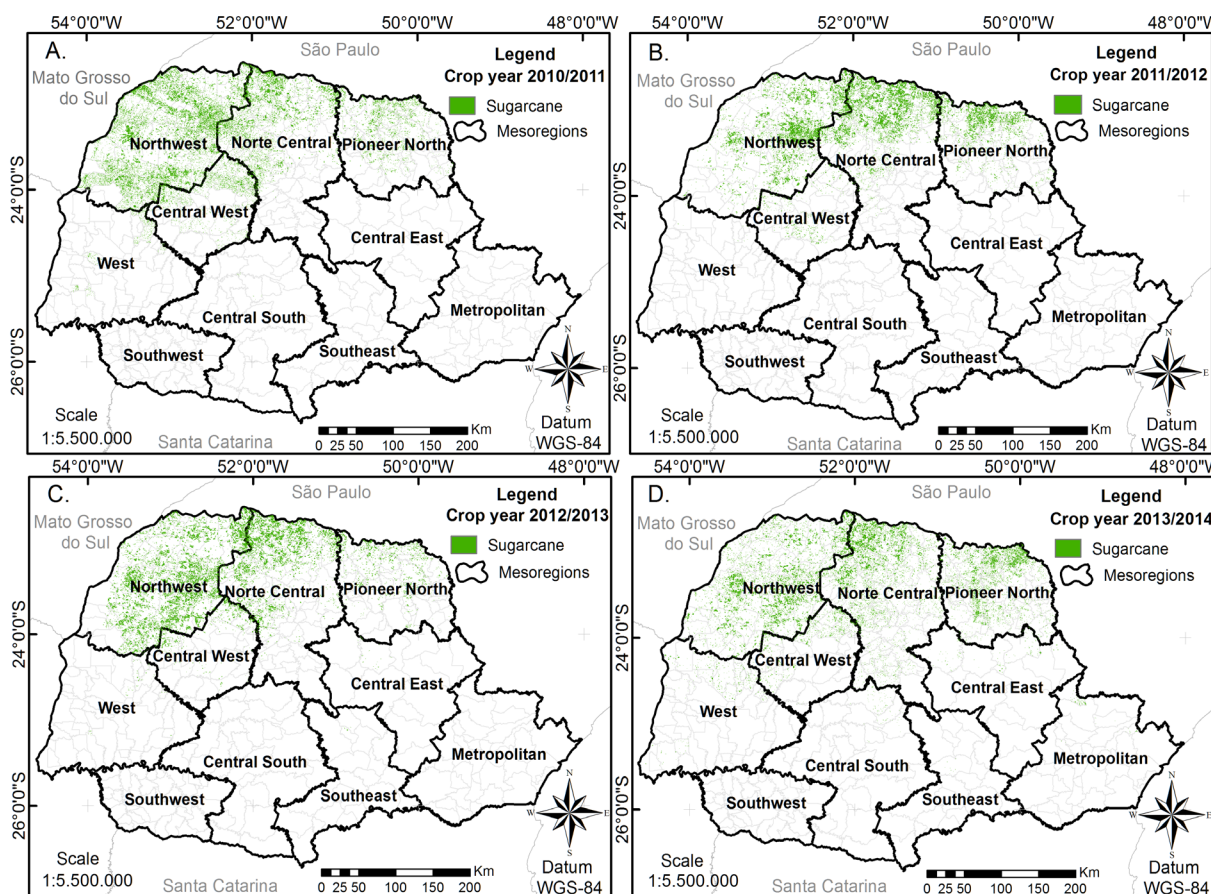 54°0'0"W 52°0'0"W 50°0'0"W 48°0'0"W
A.
São Paulo
Legend
Crop year 2010/2011
Mato Grosso
do Sul
Sugarcane
Mesoregions
Northwest
Norte Central
Pioneer North
24°0'0"S
Central West
Central East
West
Central South
Metropolitan
Southwest
Southeast
26°0'0"S
N
W E
S
Scale
1:5.500.000
Santa Catarina
Km
0 25 50 100 150 200
Datum
WGS-84
54°0'0"W 52°0'0"W 50°0'0"W 48°0'0"W
B.
São Paulo
Legend
Crop year 2011/2012
Mato Grosso
do Sul
Sugarcane
Mesoregions
Northwest
Norte Central
Pioneer North
24°0'0"S
Central West
Central East
West
Central South
Metropolitan
Southwest
Southeast
26°0'0"S
N
W E
S
Scale
1:5.500.000
Santa Catarina
Km
0 25 50 100 150 200
Datum
WGS-84
54°0'0"W 52°0'0"W 50°0'0"W 48°0'0"W
C.
São Paulo
Legend
Crop year 2012/2013
Mato Grosso
do Sul
Sugarcane
Mesoregions
Northwest
Norte Central
Pioneer North
24°0'0"S
Central West
Central East
West
Central South
Metropolitan
Southwest
Southeast
26°0'0"S
N
W E
S
Scale
1:5.500.000
Santa Catarina
Km
0 25 50 100 150 200
Datum
WGS-84
54°0'0"W 52°0'0"W 50°0'0"W 48°0'0"W
D.
São Paulo
Legend
Crop year 2013/2014
Mato Grosso
do Sul
Sugarcane
Mesoregions
Northwest
Norte Central
Pioneer North
24°0'0"S
Central West
Central East
West
Central South
Metropolitan
Southwest
Southeast
26°0'0"S
N
W E
S
Scale
1:5.500.000
Santa Catarina
Km
0 25 50 100 150 200
Datum
WGS-84